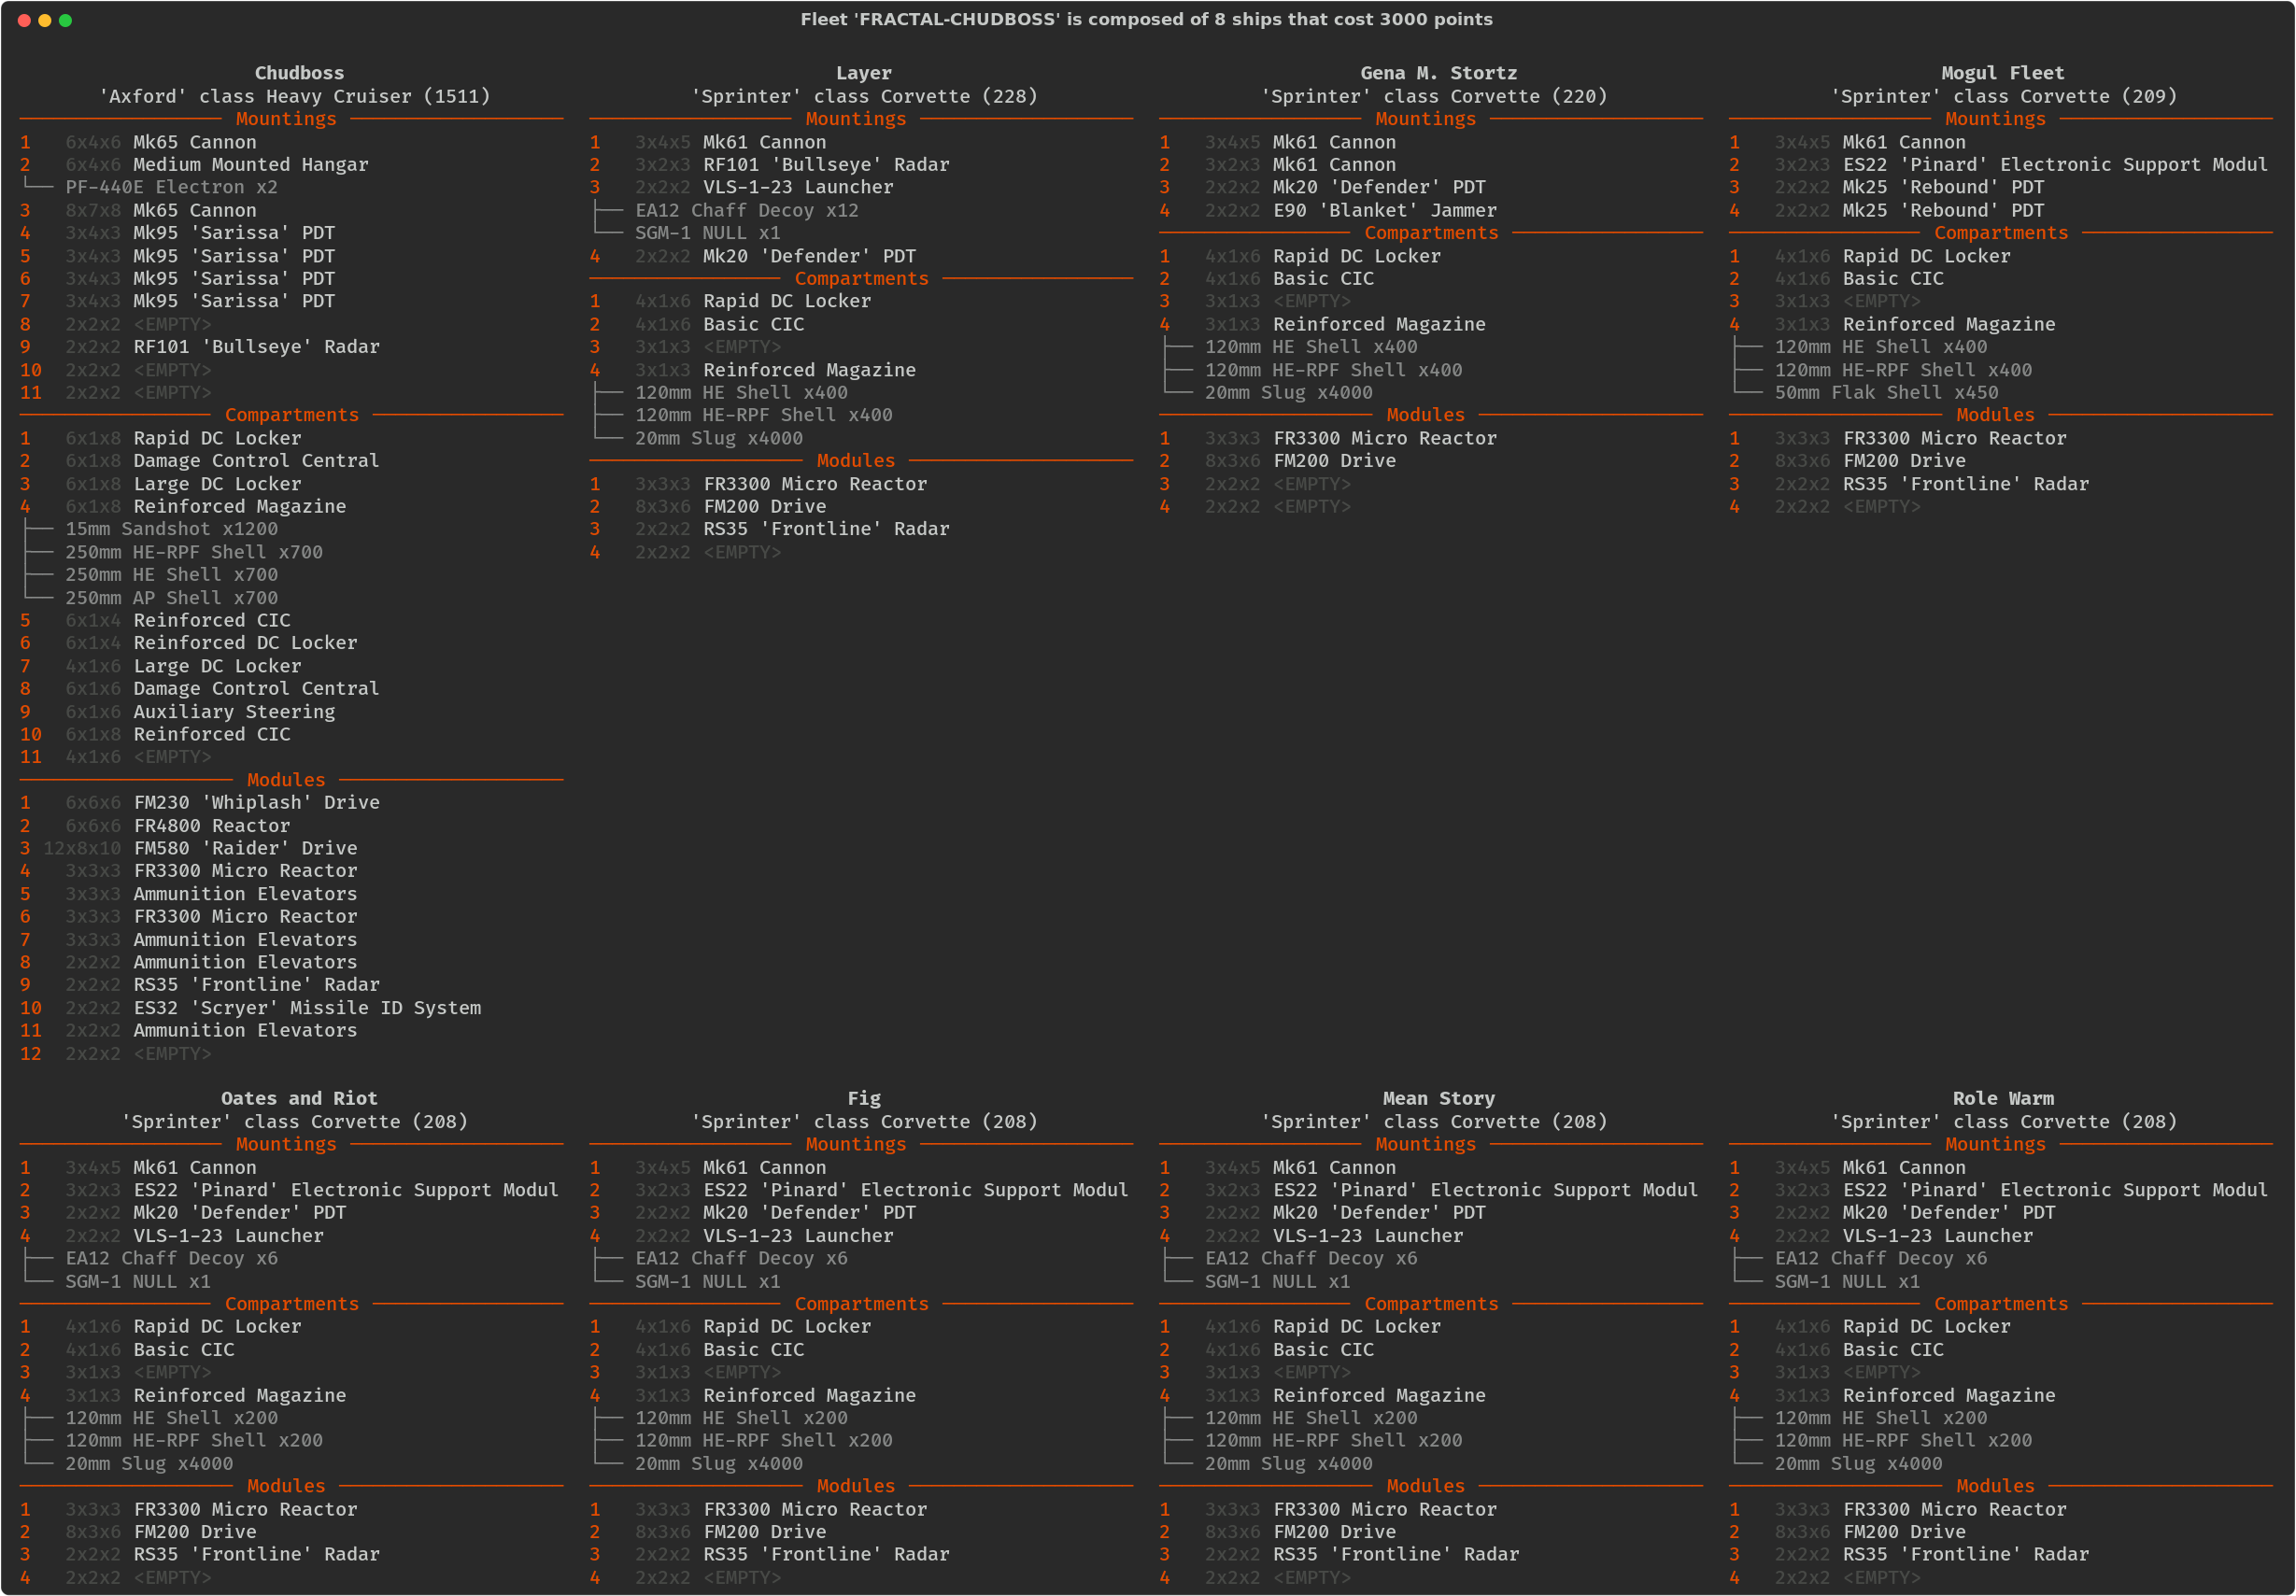 Fleet 'FRACTAL-CHUDBOSS' is composed of 8 ships that cost 3000 points
Chudboss
'Axford' class Heavy Cruiser (1511)
Mountings
1 6x4x6 Mk65 Cannon
2 6x4x6 Medium Mounted Hangar
PF-440E Electron x2
3 8x7x8 Mk65 Cannon
4 3x4x3 Mk95 'Sarissa' PDT
5 3x4x3 Mk95 'Sarissa' PDT
6 3x4x3 Mk95 'Sarissa' PDT
7 3x4x3 Mk95 'Sarissa' PDT
8 2x2x2 <EMPTY>
9 2x2x2 RF101 'Bullseye' Radar
10 2x2x2 <EMPTY>
11 2x2x2 <EMPTY>
Compartments
1 6x1x8 Rapid DC Locker
2 6x1x8 Damage Control Central
3 6x1x8 Large DC Locker
4 6x1x8 Reinforced Magazine
15mm Sandshot x1200
250mm HE-RPF Shell x700
250mm HE Shell x700
250mm AP Shell x700
5 6x1x4 Reinforced CIC
6 6x1x4 Reinforced DC Locker
7 4x1x6 Large DC Locker
8 6x1x6 Damage Control Central
9 6x1x6 Auxiliary Steering
10 6x1x8 Reinforced CIC
11 4x1x6 <EMPTY>
Modules
1 6x6x6 FM230 'Whiplash' Drive
2 6x6x6 FR4800 Reactor
3 12x8x10 FM580 'Raider' Drive
4 3x3x3 FR3300 Micro Reactor
5 3x3x3 Ammunition Elevators
6 3x3x3 FR3300 Micro Reactor
7 3x3x3 Ammunition Elevators
8 2x2x2 Ammunition Elevators
9 2x2x2 RS35 'Frontline' Radar
10 2x2x2 ES32 'Scryer' Missile ID System
11 2x2x2 Ammunition Elevators
12 2x2x2 <EMPTY>
Layer
'Sprinter' class Corvette (228)
Mountings
1 3x4x5 Mk61 Cannon
2 3x2x3 RF101 'Bullseye' Radar
3 2x2x2 VLS-1-23 Launcher
EA12 Chaff Decoy x12
SGM-1 NULL x1
4 2x2x2 Mk20 'Defender' PDT
Compartments
1 4x1x6 Rapid DC Locker
2 4x1x6 Basic CIC
3 3x1x3 <EMPTY>
4 3x1x3 Reinforced Magazine
120mm HE Shell x400
120mm HE-RPF Shell x400
20mm Slug x4000
Modules
1 3x3x3 FR3300 Micro Reactor
2 8x3x6 FM200 Drive
3 2x2x2 RS35 'Frontline' Radar
4 2x2x2 <EMPTY>
Gena M. Stortz
'Sprinter' class Corvette (220)
Mountings
1 3x4x5 Mk61 Cannon
2 3x2x3 Mk61 Cannon
3 2x2x2 Mk20 'Defender' PDT
4 2x2x2 E90 'Blanket' Jammer
Compartments
1 4x1x6 Rapid DC Locker
2 4x1x6 Basic CIC
3 3x1x3 <EMPTY>
4 3x1x3 Reinforced Magazine
120mm HE Shell x400
120mm HE-RPF Shell x400
20mm Slug x4000
Modules
1 3x3x3 FR3300 Micro Reactor
2 8x3x6 FM200 Drive
3 2x2x2 <EMPTY>
4 2x2x2 <EMPTY>
Mogul Fleet
'Sprinter' class Corvette (209)
Mountings
1 3x4x5 Mk61 Cannon
2 3x2x3 ES22 'Pinard' Electronic Support Modul
3 2x2x2 Mk25 'Rebound' PDT
4 2x2x2 Mk25 'Rebound' PDT
Compartments
1 4x1x6 Rapid DC Locker
2 4x1x6 Basic CIC
3 3x1x3 <EMPTY>
4 3x1x3 Reinforced Magazine
120mm HE Shell x400
120mm HE-RPF Shell x400
50mm Flak Shell x450
Modules
1 3x3x3 FR3300 Micro Reactor
2 8x3x6 FM200 Drive
3 2x2x2 RS35 'Frontline' Radar
4 2x2x2 <EMPTY>
Oates and Riot
'Sprinter' class Corvette (208)
Mountings
1 3x4x5 Mk61 Cannon
2 3x2x3 ES22 'Pinard' Electronic Support Modul
3 2x2x2 Mk20 'Defender' PDT
4 2x2x2 VLS-1-23 Launcher
EA12 Chaff Decoy x6
SGM-1 NULL x1
Compartments
1 4x1x6 Rapid DC Locker
2 4x1x6 Basic CIC
3 3x1x3 <EMPTY>
4 3x1x3 Reinforced Magazine
120mm HE Shell x200
120mm HE-RPF Shell x200
20mm Slug x4000
Modules
1 3x3x3 FR3300 Micro Reactor
2 8x3x6 FM200 Drive
3 2x2x2 RS35 'Frontline' Radar
4 2x2x2 <EMPTY>
Fig
'Sprinter' class Corvette (208)
Mountings
1 3x4x5 Mk61 Cannon
2 3x2x3 ES22 'Pinard' Electronic Support Modul
3 2x2x2 Mk20 'Defender' PDT
4 2x2x2 VLS-1-23 Launcher
EA12 Chaff Decoy x6
SGM-1 NULL x1
Compartments
1 4x1x6 Rapid DC Locker
2 4x1x6 Basic CIC
3 3x1x3 <EMPTY>
4 3x1x3 Reinforced Magazine
120mm HE Shell x200
120mm HE-RPF Shell x200
20mm Slug x4000
Modules
1 3x3x3 FR3300 Micro Reactor
2 8x3x6 FM200 Drive
3 2x2x2 RS35 'Frontline' Radar
4 2x2x2 <EMPTY>
Mean Story
'Sprinter' class Corvette (208)
Mountings
1 3x4x5 Mk61 Cannon
2 3x2x3 ES22 'Pinard' Electronic Support Modul
3 2x2x2 Mk20 'Defender' PDT
4 2x2x2 VLS-1-23 Launcher
EA12 Chaff Decoy x6
SGM-1 NULL x1
Compartments
1 4x1x6 Rapid DC Locker
2 4x1x6 Basic CIC
3 3x1x3 <EMPTY>
4 3x1x3 Reinforced Magazine
120mm HE Shell x200
120mm HE-RPF Shell x200
20mm Slug x4000
Modules
1 3x3x3 FR3300 Micro Reactor
2 8x3x6 FM200 Drive
3 2x2x2 RS35 'Frontline' Radar
4 2x2x2 <EMPTY>
Role Warm
'Sprinter' class Corvette (208)
Mountings
1 3x4x5 Mk61 Cannon
2 3x2x3 ES22 'Pinard' Electronic Support Modul
3 2x2x2 Mk20 'Defender' PDT
4 2x2x2 VLS-1-23 Launcher
EA12 Chaff Decoy x6
SGM-1 NULL x1
Compartments
1 4x1x6 Rapid DC Locker
2 4x1x6 Basic CIC
3 3x1x3 <EMPTY>
4 3x1x3 Reinforced Magazine
120mm HE Shell x200
120mm HE-RPF Shell x200
20mm Slug x4000
Modules
1 3x3x3 FR3300 Micro Reactor
2 8x3x6 FM200 Drive
3 2x2x2 RS35 'Frontline' Radar
4 2x2x2 <EMPTY>